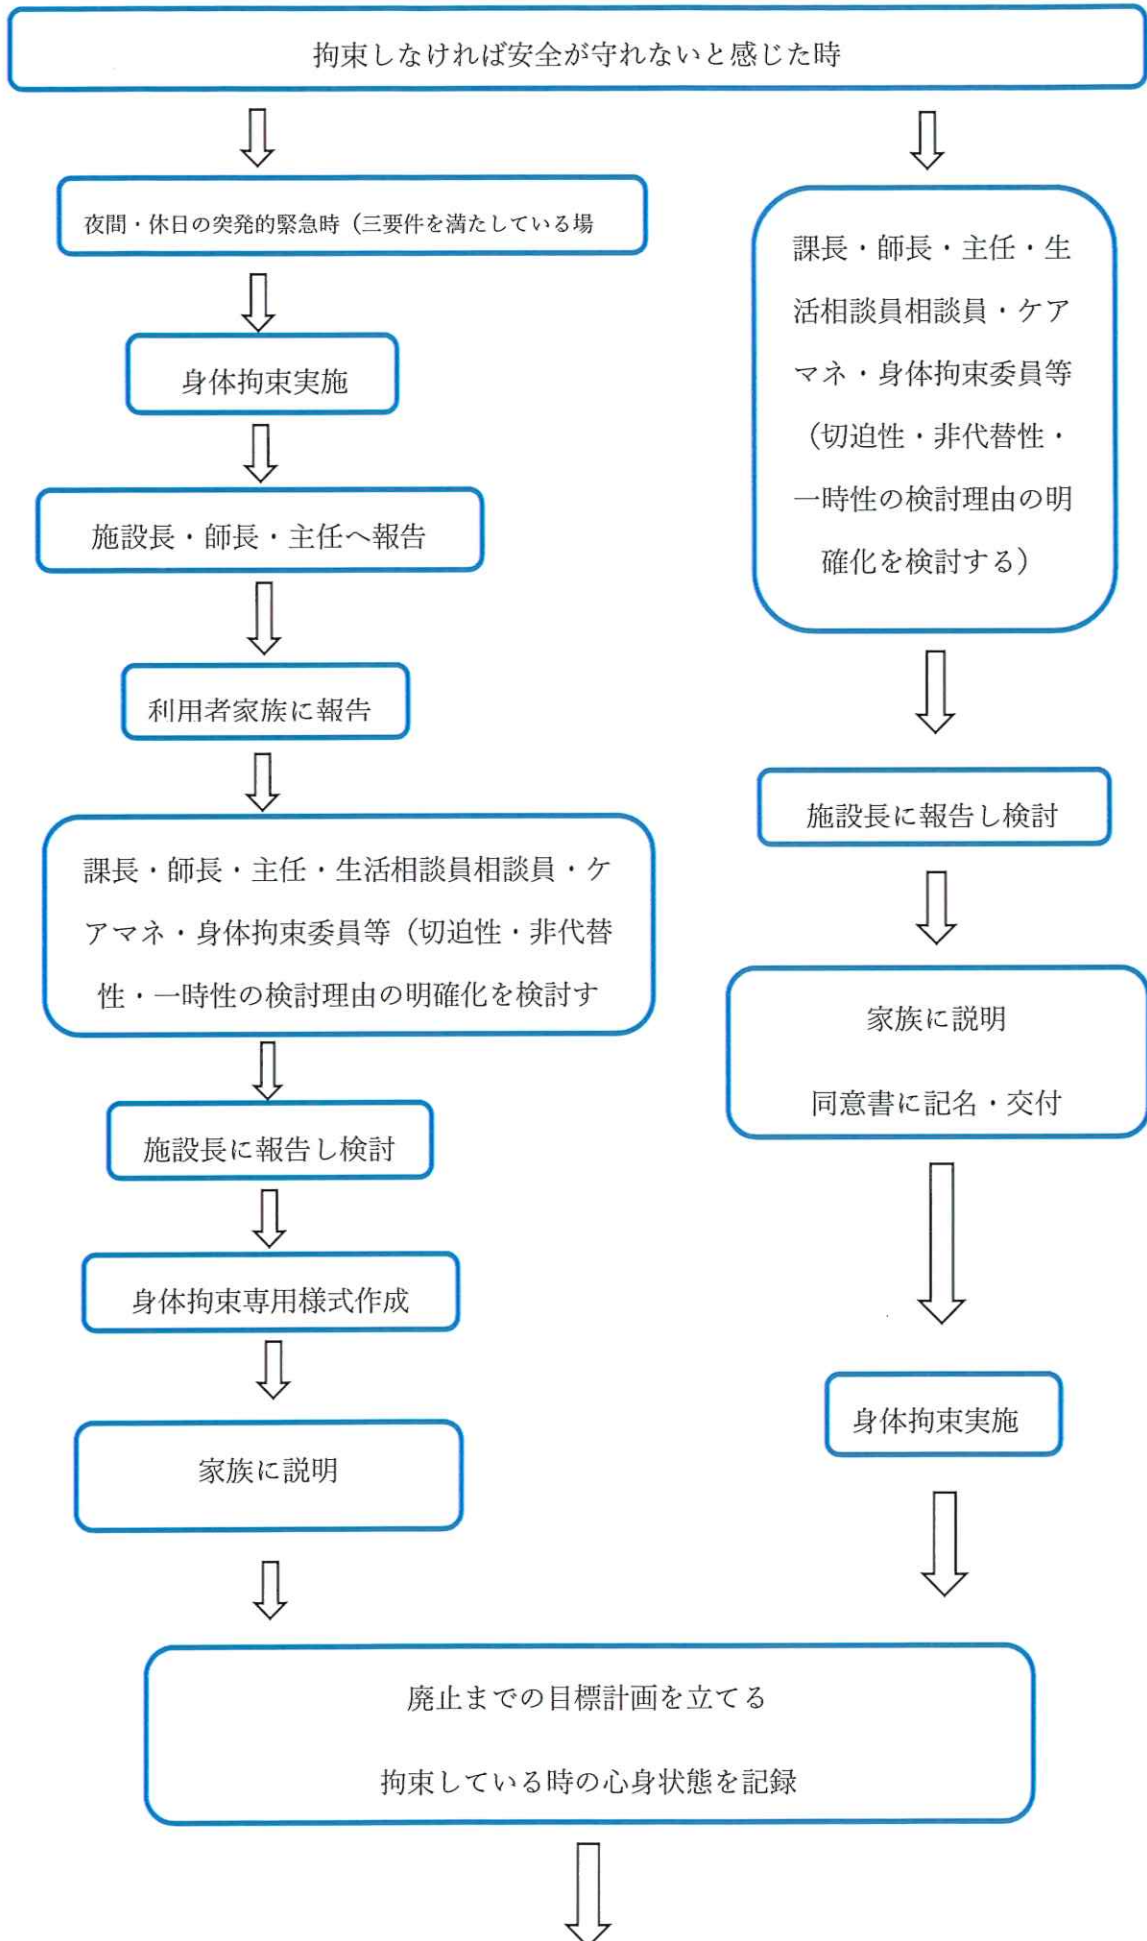 拘束しなければ安全が守れないと感じた時
夜間・休日の突発的緊急時（三要件を満たしている場
身体拘束実施
施設長・師長・主任へ報告
利用者家族に報告
課長・師長・主任・生活相談員相談員・ケ
アマネ・身体拘束委員等（切迫性・非代替
性・一時性の検討理由の明確化を検討す
施設長に報告し検討
身体拘束専用様式作成
家族に説明
課長・師長・主任・生
活相談員相談員・ケア
マネ・身体拘束委員等
（切迫性・非代替性・
一時性の検討理由の明
確化を検討する）
施設長に報告し検討
家族に説明
同意書に記名・交付
身体拘束実施
廃止までの目標計画を立てる
拘束している時の心身状態を記録